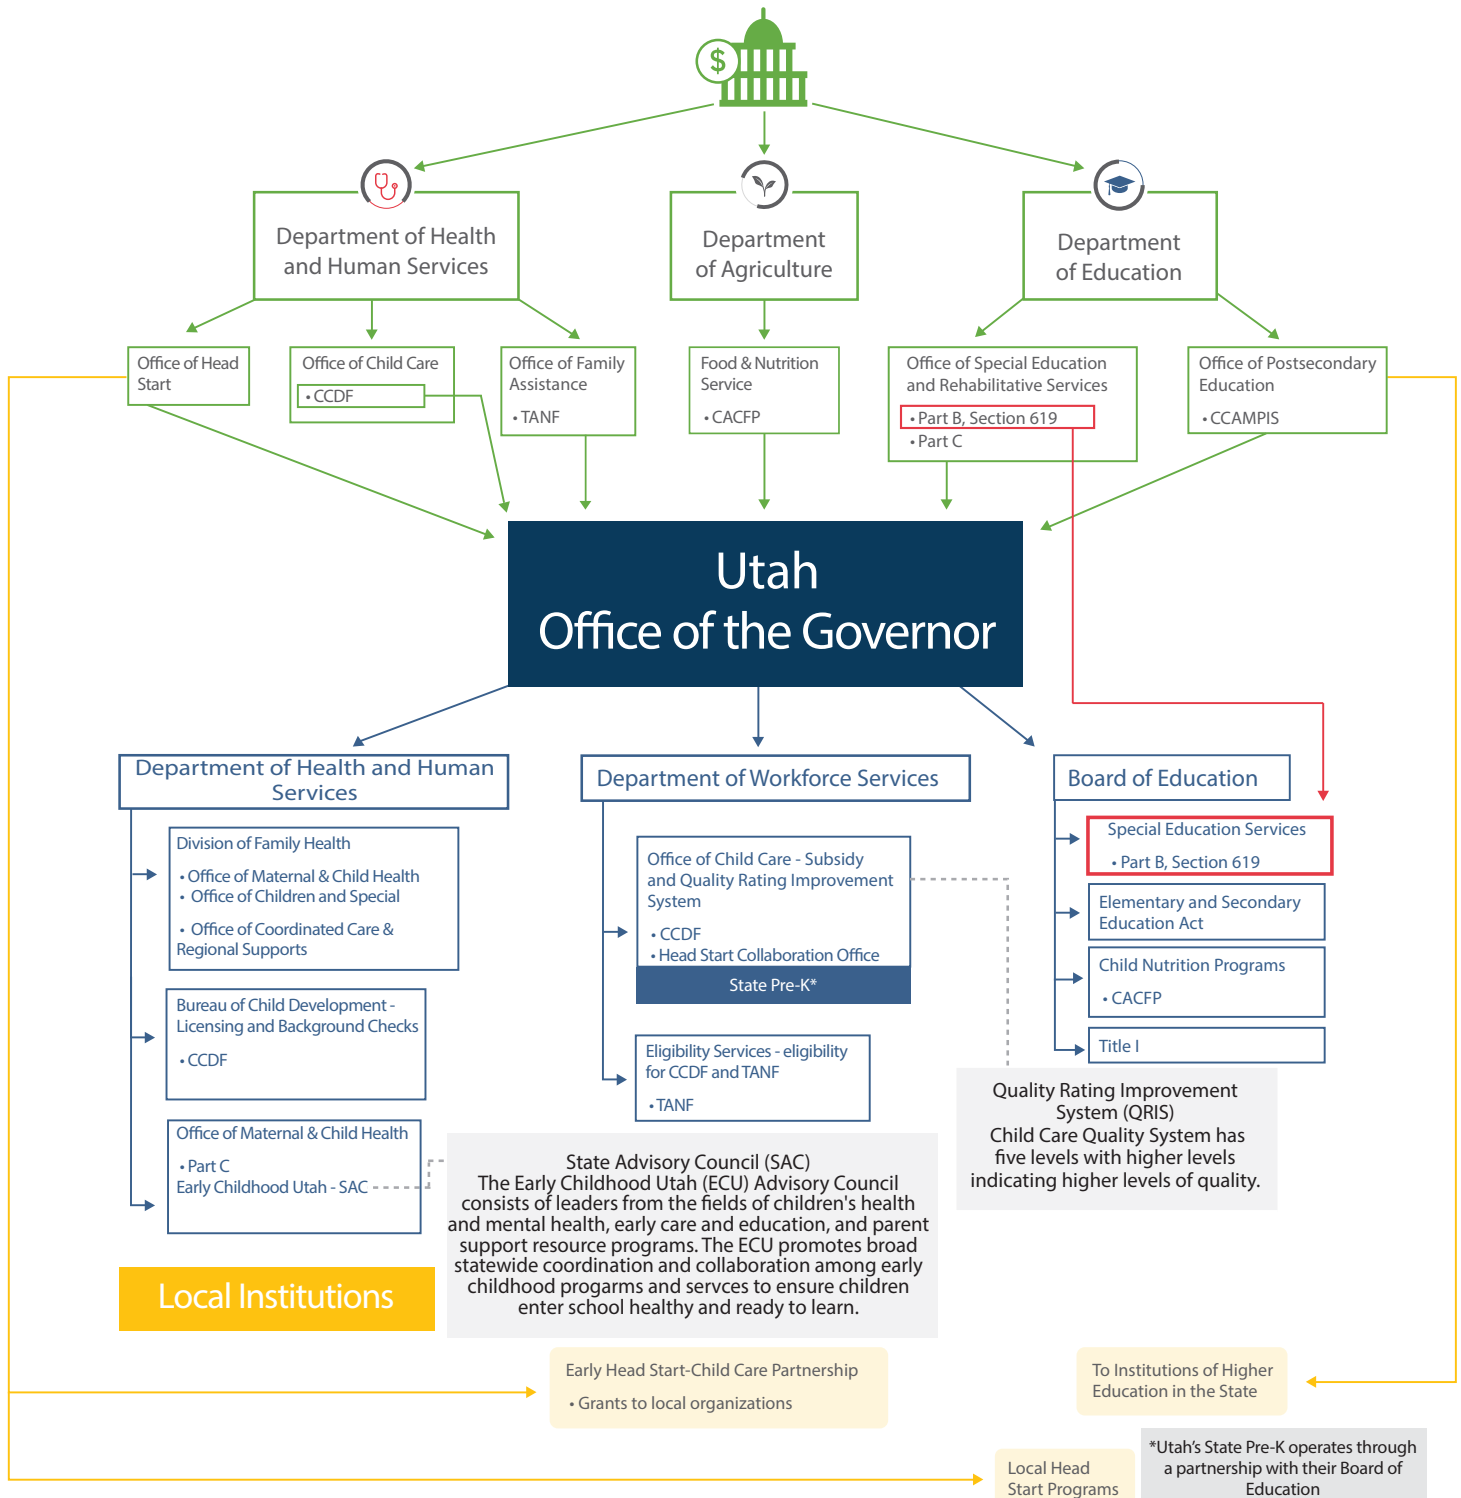 $
Department of Health
and Human Services
Department
of Agriculture
Department
of Education
Office of Head
Start
Office of Child Care
• CCDF
Office of Family
Assistance
• TANF
Food & Nutrition
Service
• CACFP
Office of Special Education
and Rehabilitative Services
• Part B, Section 619
• Part C
Office of Postsecondary
Education
• CCAMPIS
Utah
Office of the Governor
Department of Health and Human
Services
Division of Family Health
• Office of Maternal & Child Health
• Office of Children and Special
• Office of Coordinated Care &
Regional Supports
Bureau of Child Development -
Licensing and Background Checks
• CCDF
Office of Maternal & Child Health
• Part C
Early Childhood Utah - SAC
Department of Workforce Services
Office of Child Care - Subsidy
and Quality Rating Improvement
System
• CCDF
• Head Start Collaboration Office
State Pre-K*
Eligibility Services - eligibility
for CCDF and TANF
• TANF
Board of Education
Special Education Services
• Part B, Section 619
Elementary and Secondary
Education Act
Child Nutrition Programs
• CACFP
Title I
Quality Rating Improvement
System (QRIS)
Child Care Quality System has
five levels with higher levels
indicating higher levels of quality.
State Advisory Council (SAC)
The Early Childhood Utah (ECU) Advisory Council
consists of leaders from the fields of children's health
and mental health, early care and education, and parent
support resource programs. The ECU promotes broad
statewide coordination and collaboration among early
childhood progarms and servces to ensure children
enter school healthy and ready to learn.
Local Institutions
Early Head Start-Child Care Partnership
• Grants to local organizations
To Institutions of Higher
Education in the State
Local Head
Start Programs
*Utah's State Pre-K operates through
a partnership with their Board of
Education